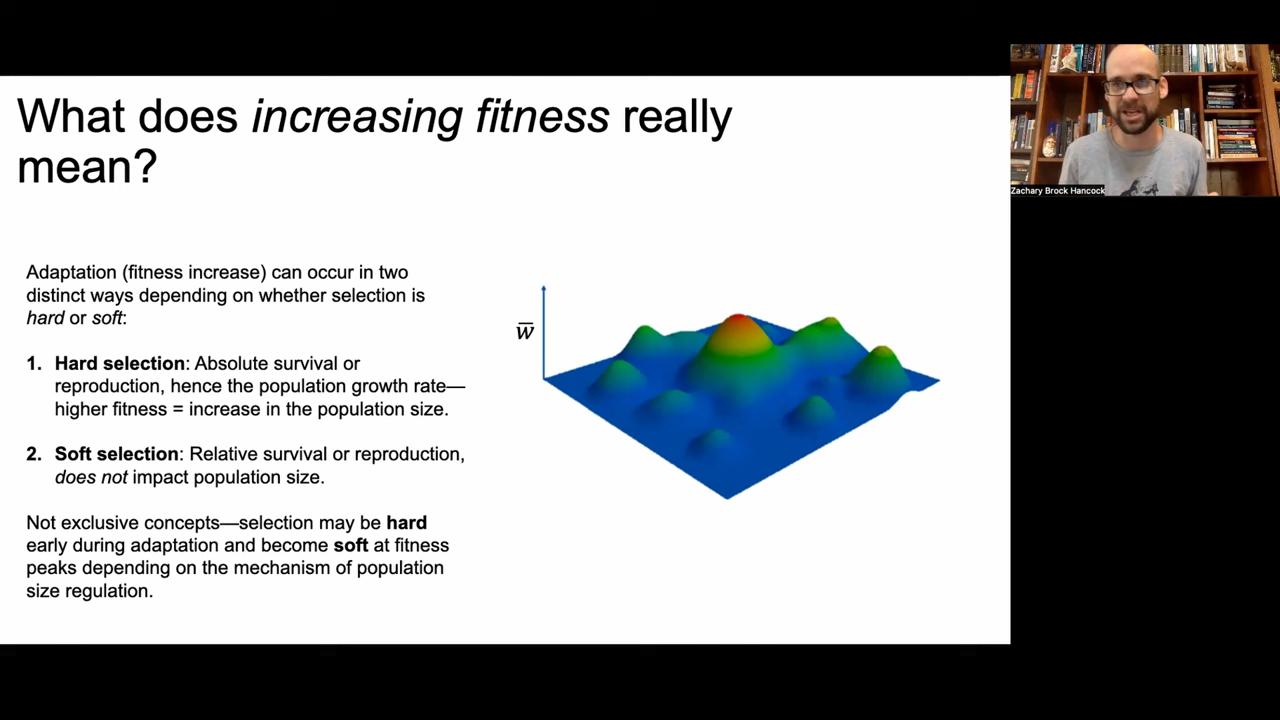 What does increasing fitness really
mean?
Adaptation (fitness increase) can occur in two
distinct ways depending on whether selection is
hard or soft:
1. Hard selection: Absolute survival or
reproduction, hence the population growth rate—
higher fitness = increase in the population size.
2. Soft selection: Relative survival or reproduction,
does not impact population size.
Not exclusive concepts—selection may be hard
early during adaptation and become soft at fitness
peaks depending on the mechanism of population
size regulation.
w̅
Zachary Brock Hancock